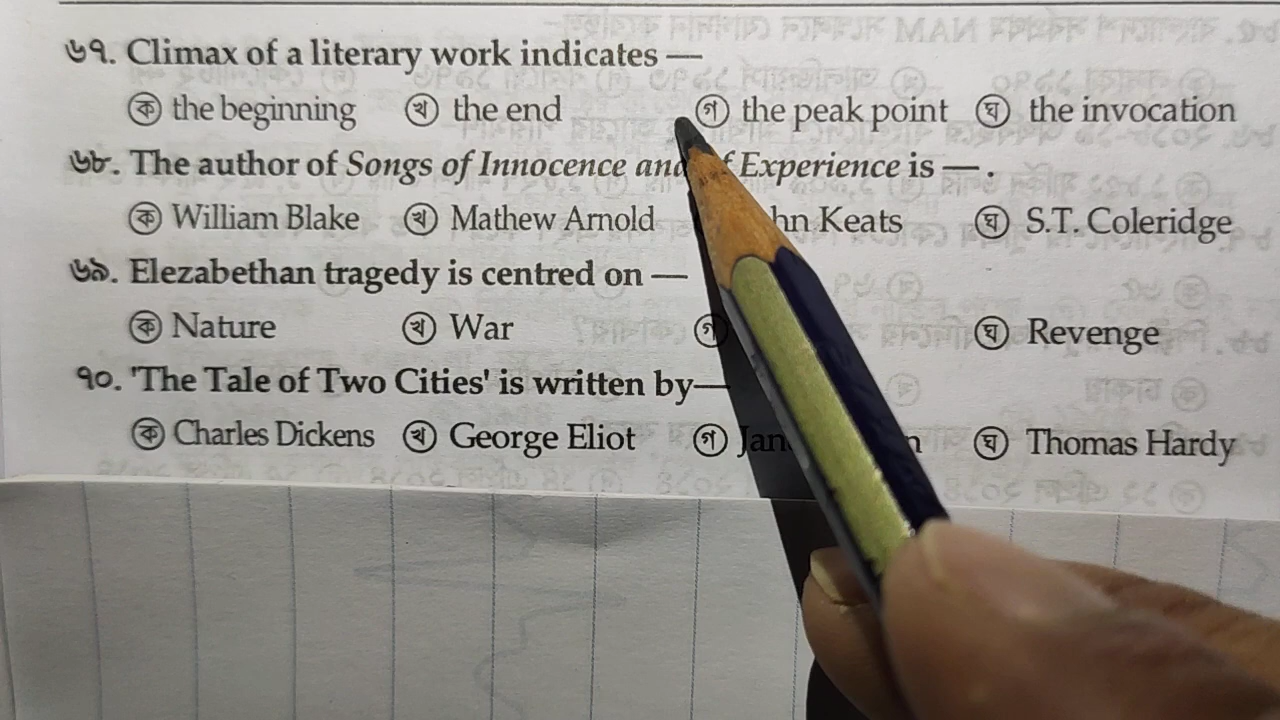 ৬৭. Climax of a literary work indicates —
ক the beginning খ the end গ the peak point ঘ the invocation
৬৮. The author of Songs of Innocence and of Experience is — .
ক William Blake খ Mathew Arnold Keats ঘ S.T. Coleridge
৬৯. Elezabethan tragedy is centred on —
ক Nature খ War গ ঘ Revenge
৭০. 'The Tale of Two Cities' is written by—
ক Charles Dickens খ George Eliot গ ঘ Thomas Hardy